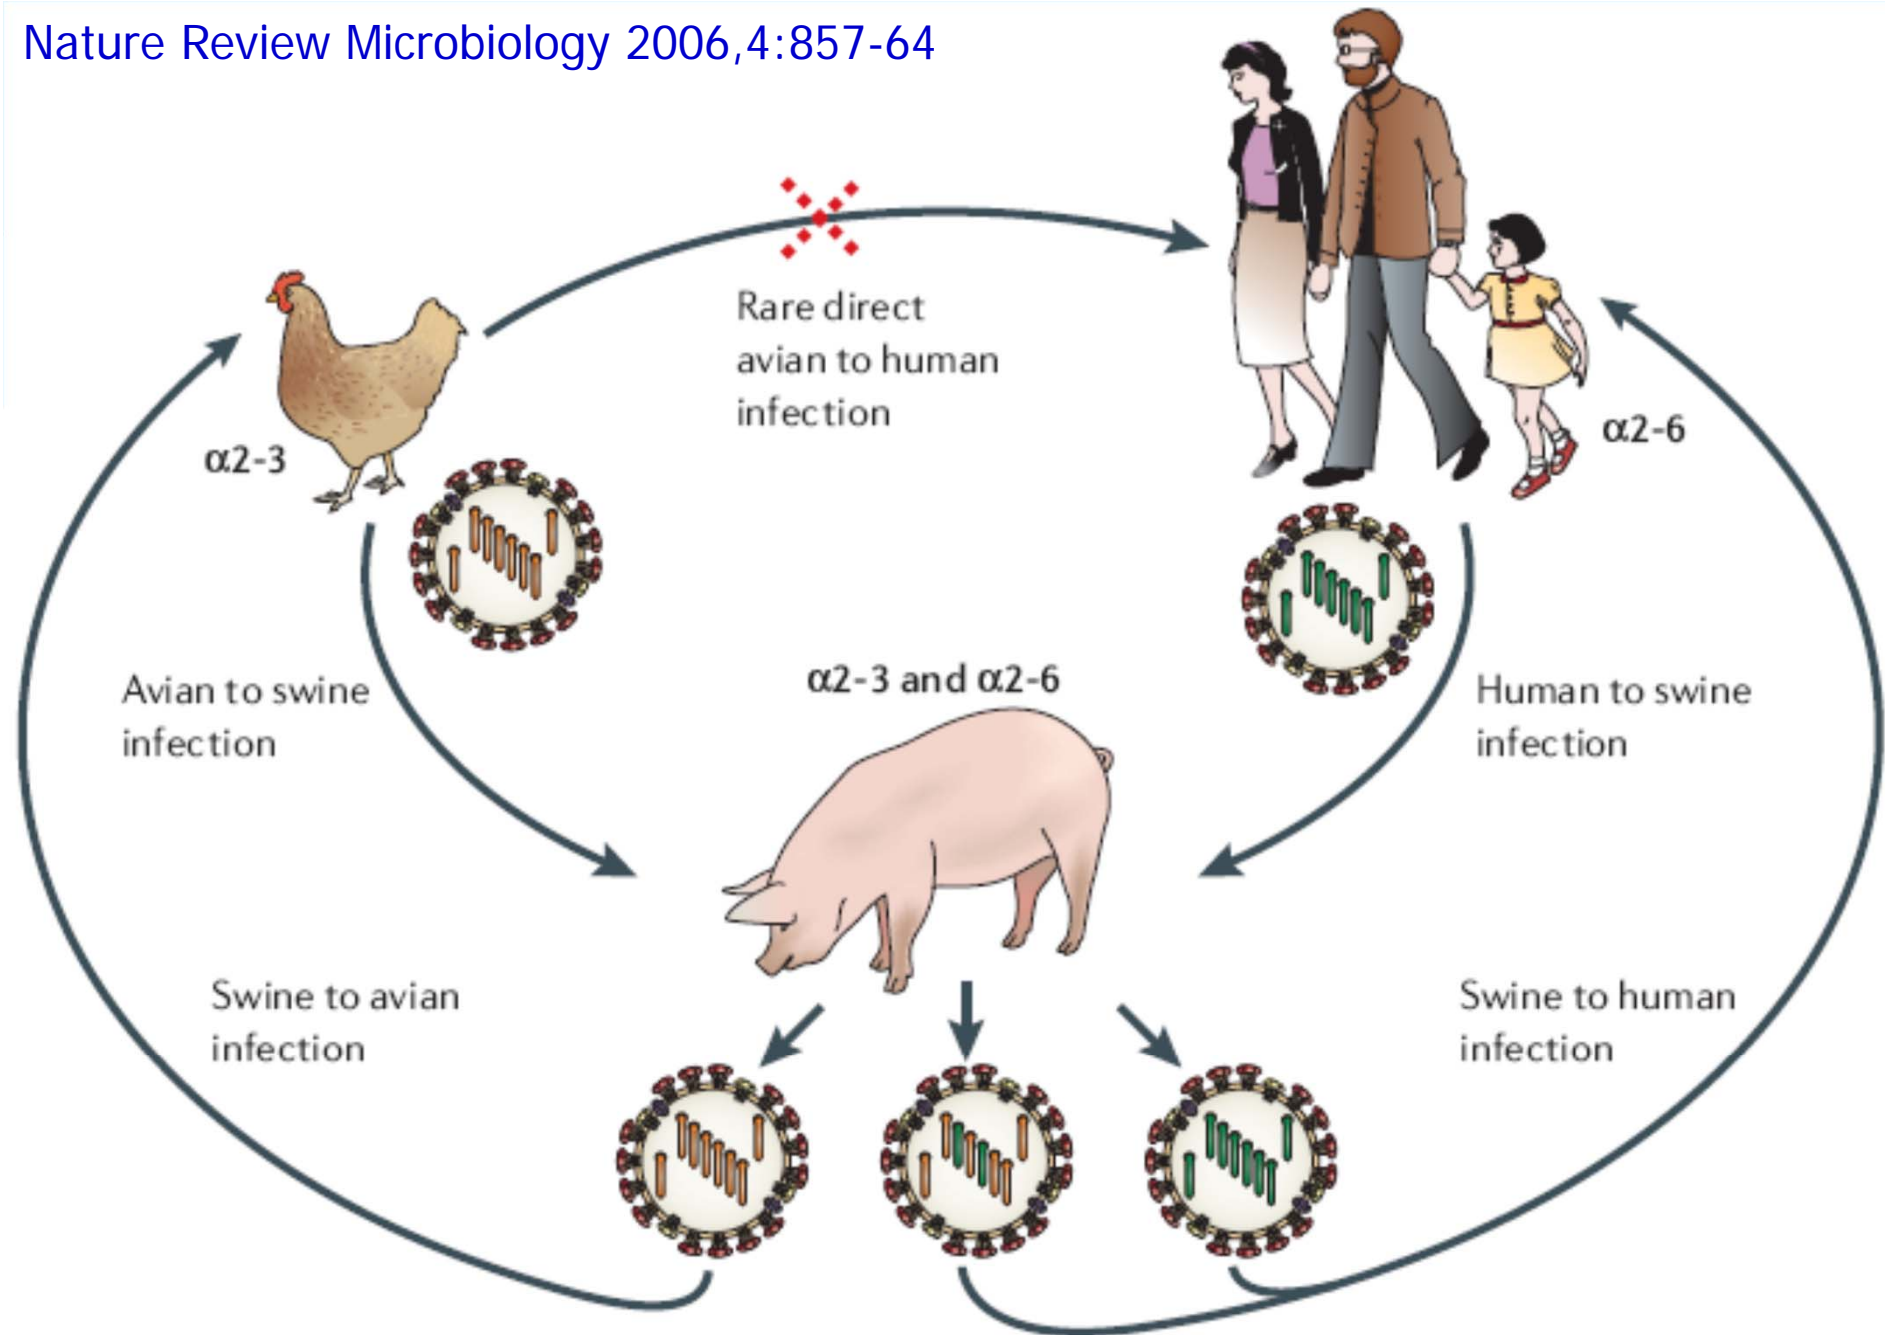 Nature Review Microbiology 2006,4:857-64
Rare direct
avian to human
infection
α2-3
α2-6
α2-3 and α2-6
Avian to swine
infection
Human to swine
infection
Swine to avian
infection
Swine to human
infection